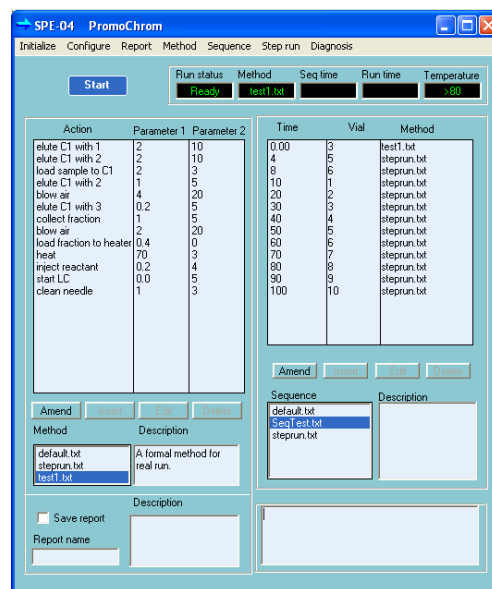 SPE-04 PromoChrom
Initialize Configure Report Method Sequence Step run Diagnosis
Start
Run status Method Seq time Run time Temperature
Ready test1.txt >80
Action Parameter 1 Parameter 2
elute C1 with 1 2 10
elute C1 with 2 2 10
load sample to C1 2 3
elute C1 with 2 1 5
blow air 4 20
elute C1 with 3 0.2 5
collect fraction 1 5
blow air 2 20
load fraction to heater 0.4 0
heat 70 3
inject reactant 0.2 4
start LC 0.0 5
clean needle 1 3
Amend Insert Edit Delete
Method Description
default.txt
steprun.txt
test1.txt
A formal method for
real run.
Description
Save report
Report name
Time Vial Method
0.00 3 test1.txt
4 5 steprun.txt
8 6 steprun.txt
10 1 steprun.txt
20 2 steprun.txt
30 3 steprun.txt
40 4 steprun.txt
50 5 steprun.txt
60 6 steprun.txt
70 7 steprun.txt
80 8 steprun.txt
90 9 steprun.txt
100 10 steprun.txt
Amend Insert Edit Delete
Sequence Description
default.txt
SeqTest.txt
steprun.txt